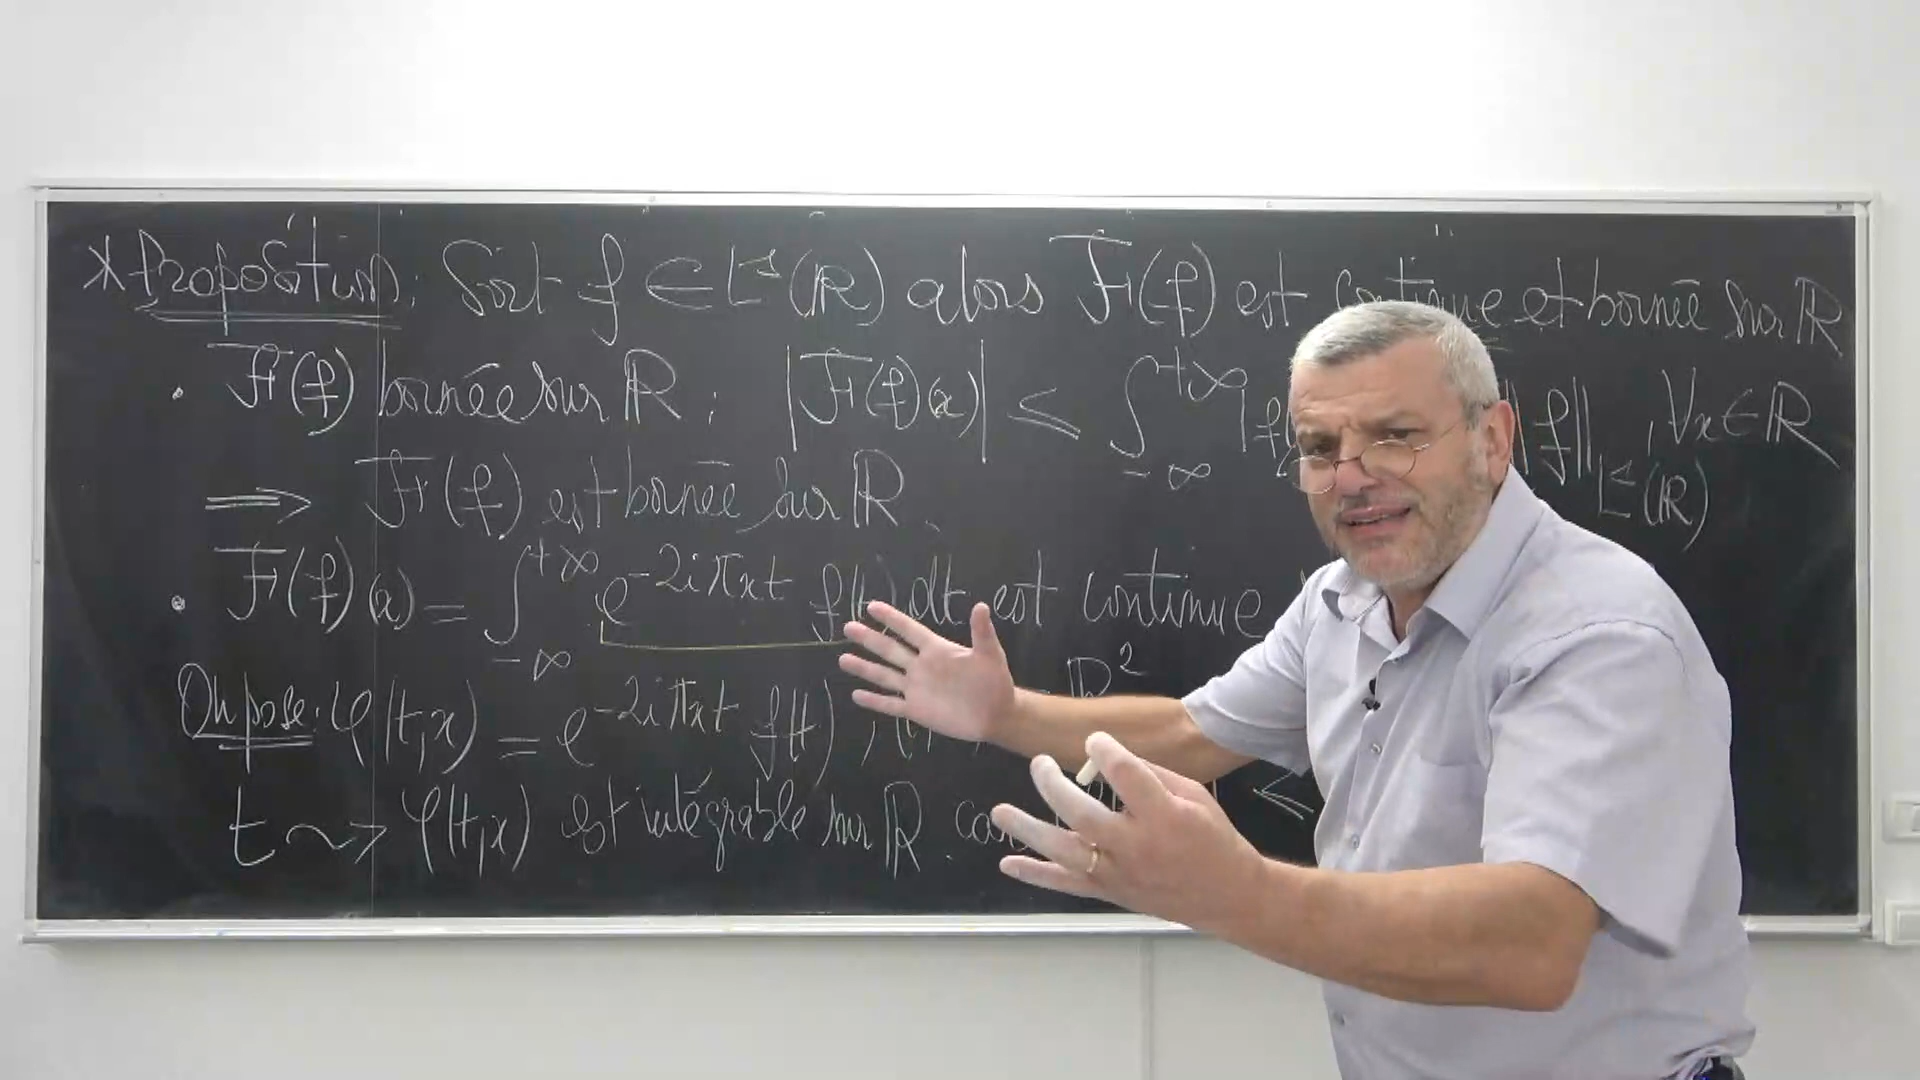 * Proposition : Soit f ∈ L¹(ℝ) alors F(f) est continue et bornée sur ℝ
• F(f) bornée sur ℝ : |F(f)(x)| ≤ ∫_{-∞}^{+∞} |f ‖f‖_{L¹(ℝ)} , ∀x ∈ ℝ
⟹ F(f) est bornée sur ℝ.
• F(f)(x) = ∫_{-∞}^{+∞} e^{-2iπxt} f(t) dt est continue
On pose : φ(t,x) = e^{-2iπxt} f(t) , ℝ²
t ⇝ φ(t,x) est intégrable sur ℝ. car ≤